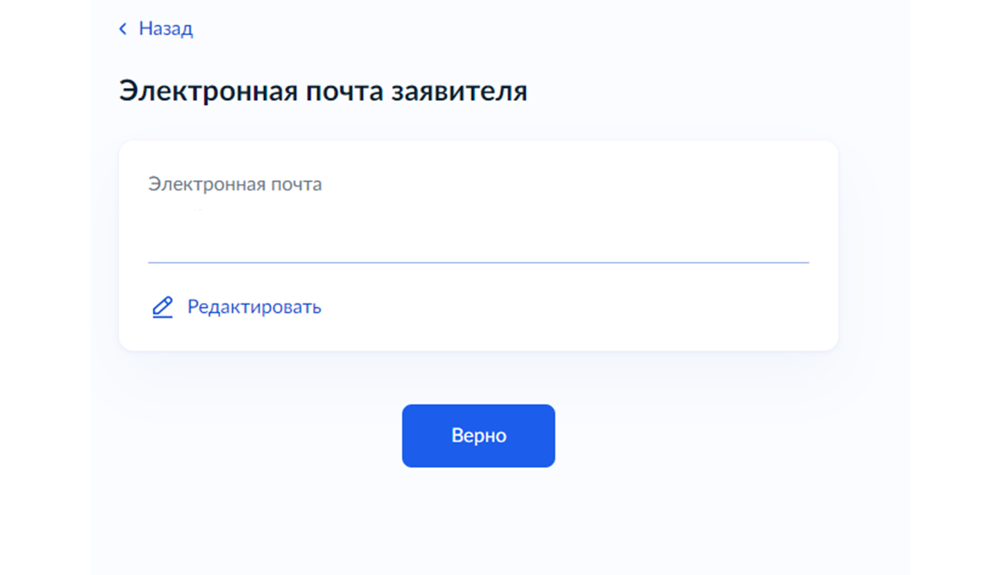 Назад
Электронная почта заявителя
Электронная почта
Редактировать
Верно